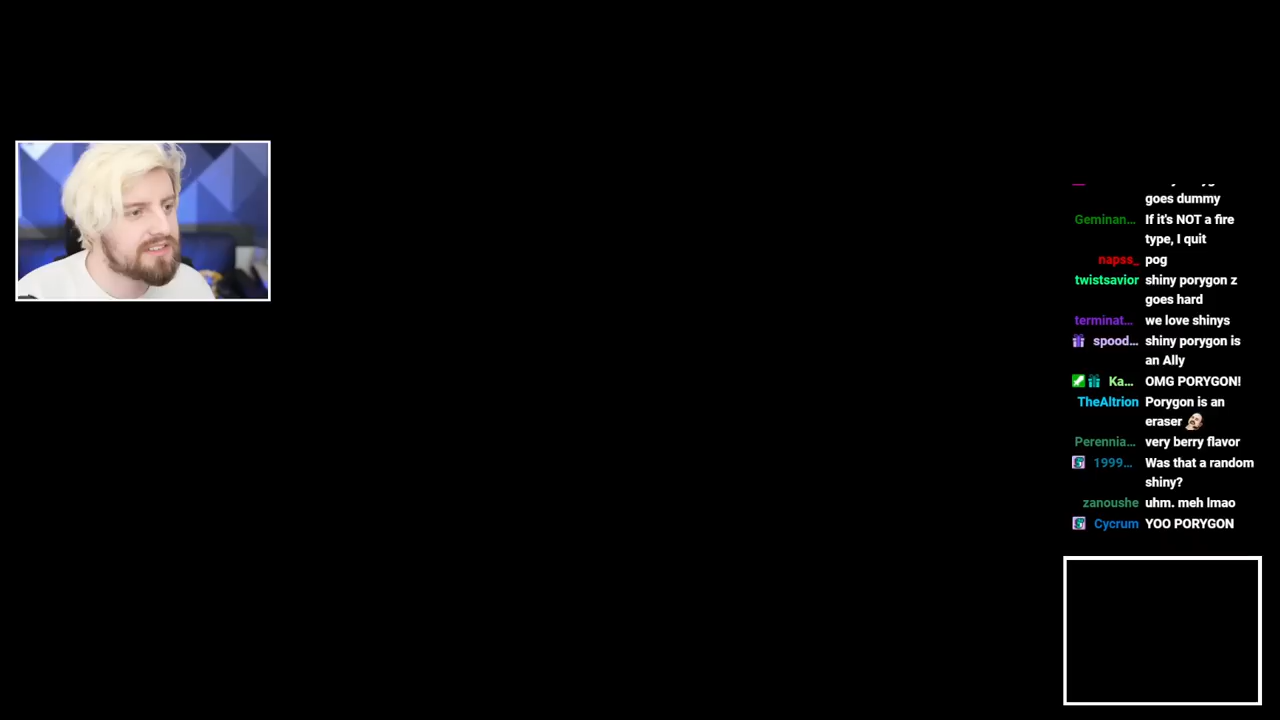 goes dummy
Geminan... If it's NOT a fire
type, I quit
napss_ pog
twistsavior shiny porygon z
goes hard
terminat... we love shinys
spood... shiny porygon is
an Ally
Ka... OMG PORYGON!
TheAltrion Porygon is an
eraser
Perennia... very berry flavor
1999... Was that a random
shiny?
zanoushe uhm. meh lmao
Cycrum YOO PORYGON